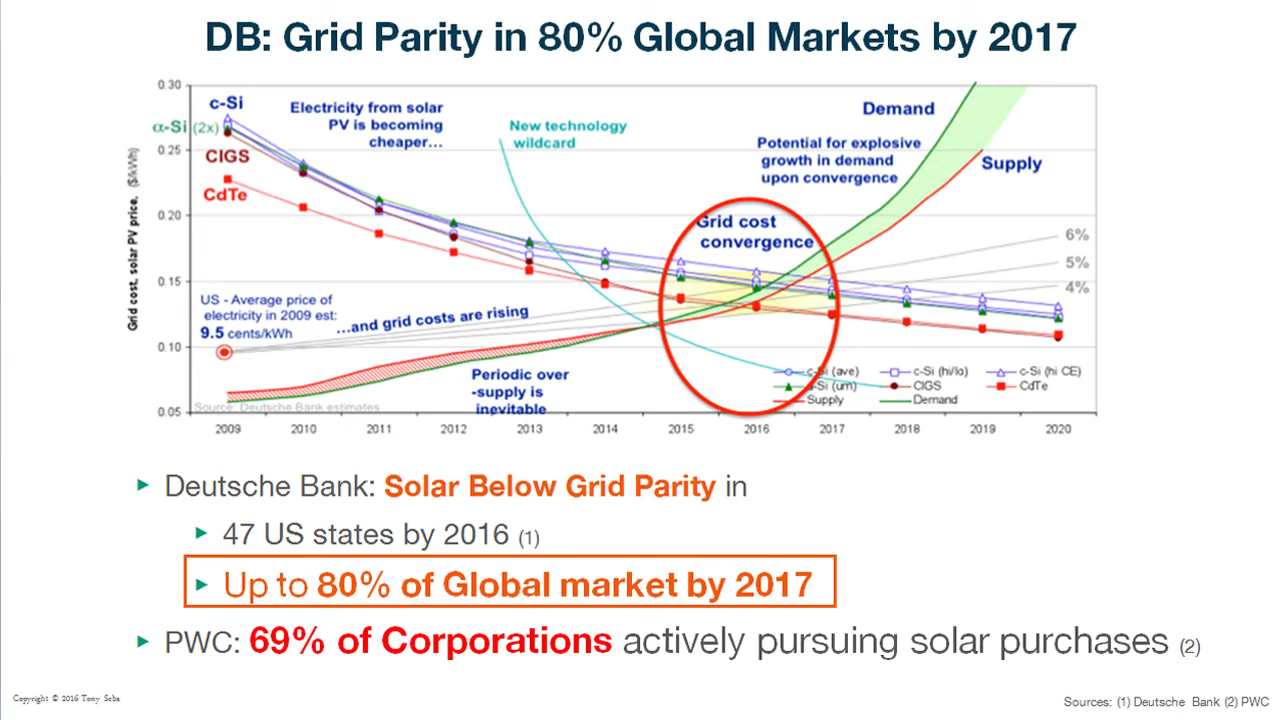 DB: Grid Parity in 80% Global Markets by 2017
0.30
0.25
0.20
0.15
0.10
0.05
Grid cost, solar PV price, ($/kWh)
c-Si
α-Si (2x)
CIGS
CdTe
Electricity from solar
PV is becoming
cheaper...
New technology
wildcard
Demand
Potential for explosive
growth in demand
upon convergence
Supply
Grid cost
convergence
6%
5%
4%
US - Average price of
electricity in 2009 est:
9.5 cents/kWh
...and grid costs are rising
Periodic over
-supply is
inevitable
Source: Deutsche Bank estimates
c-Si (ave)
c-Si (hi/lo)
c-Si (hi CE)
-Si (um)
CIGS
CdTe
Supply
Demand
2009 2010 2011 2012 2013 2014 2015 2016 2017 2018 2019 2020
Deutsche Bank: Solar Below Grid Parity in
47 US states by 2016 (1)
Up to 80% of Global market by 2017
PWC: 69% of Corporations actively pursuing solar purchases (2)
Copyright © 2016 Tony Seba
Sources: (1) Deutsche Bank (2) PWC